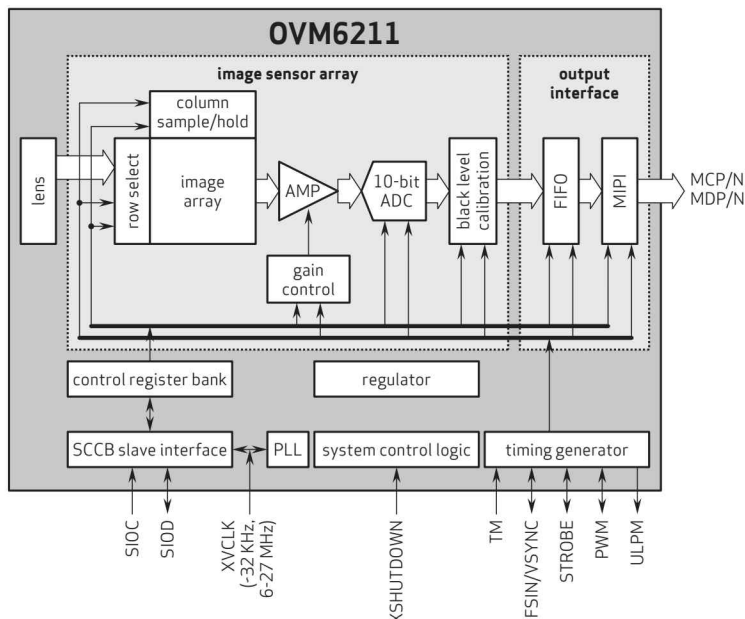 OVM6211
image sensor array
output
interface
column
sample/hold
lens
row select
image
array
AMP
10-bit
ADC
black level
calibration
FIFO
MIPI
MCP/N
MDP/N
gain
control
control register bank
regulator
SCCB slave interface
PLL
system control logic
timing generator
SIOC
SIOD
XVCLK
(-32 KHz,
6-27 MHz)
XSHUTDOWN
TM
FSIN/VSYNC
STROBE
PWM
ULPM